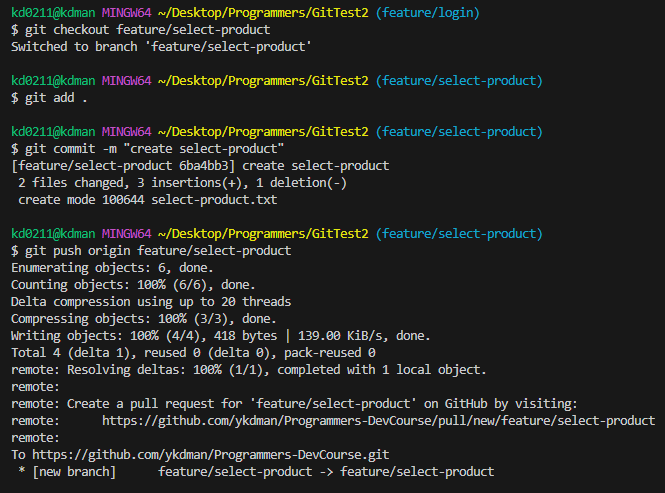 kd0211@kdman MINGW64 ~/Desktop/Programmers/GitTest2 (feature/login)
$ git checkout feature/select-product
Switched to branch 'feature/select-product'
kd0211@kdman MINGW64 ~/Desktop/Programmers/GitTest2 (feature/select-product)
$ git add .
kd0211@kdman MINGW64 ~/Desktop/Programmers/GitTest2 (feature/select-product)
$ git commit -m "create select-product"
[feature/select-product 6ba4bb3] create select-product
 2 files changed, 3 insertions(+), 1 deletion(-)
 create mode 100644 select-product.txt
kd0211@kdman MINGW64 ~/Desktop/Programmers/GitTest2 (feature/select-product)
$ git push origin feature/select-product
Enumerating objects: 6, done.
Counting objects: 100% (6/6), done.
Delta compression using up to 20 threads
Compressing objects: 100% (3/3), done.
Writing objects: 100% (4/4), 418 bytes | 139.00 KiB/s, done.
Total 4 (delta 1), reused 0 (delta 0), pack-reused 0
remote: Resolving deltas: 100% (1/1), completed with 1 local object.
remote:
remote: Create a pull request for 'feature/select-product' on GitHub by visiting:
remote:      https://github.com/ykdman/Programmers-DevCourse/pull/new/feature/select-product
remote:
To https://github.com/ykdman/Programmers-DevCourse.git
 * [new branch]      feature/select-product -> feature/select-product